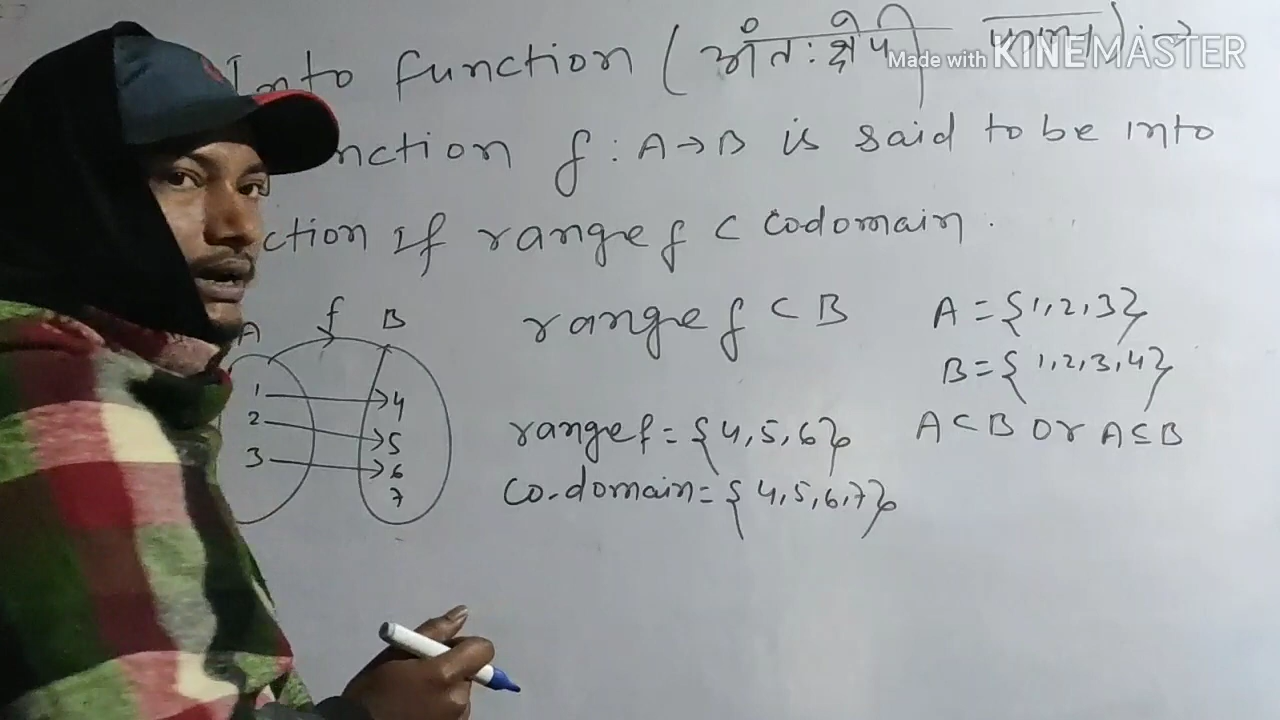 Into function (अंतःक्षेपी फलन) :→
nction f : A→B is said to be into
ction if range f ⊂ codomain.
f
A B
range f ⊂ B
A = {1,2,3}
1 4
2 5
3 6
7
B = {1,2,3,4}
range f = {4,5,6}
A⊂B or A⊆B
co-domain = {4,5,6,7}
Made with KINEMASTER